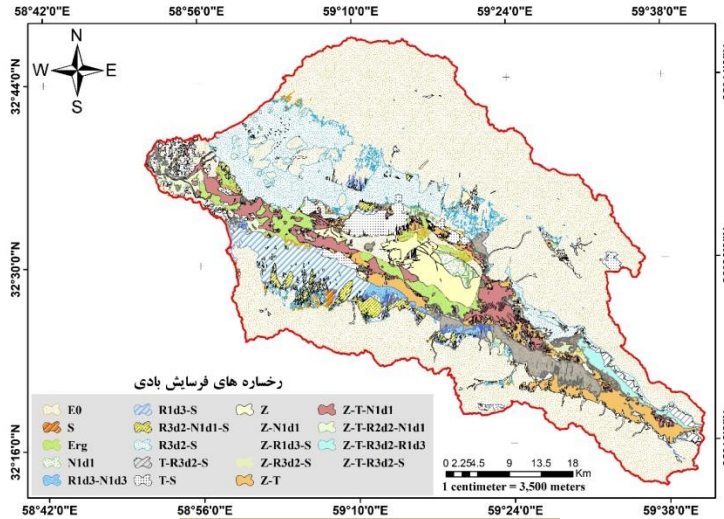 58°42'0"E 58°56'0"E 59°10'0"E 59°24'0"E 59°38'0"E
N
W E
S
32°44'0"N
32°30'0"N
32°46'0"N
رخساره های فرسایش بادی
E0 R1d3-S Z Z-T-N1d1
S R3d2-N1d1-S Z-N1d1 Z-T-R2d2-N1d1
Erg R3d2-S Z-R1d3-S Z-T-R3d2-R1d3
N1d1 T-R3d2-S Z-R3d2-S Z-T-R3d2-S
R1d3-N1d3 T-S Z-T
0 2.25 4.5 9 13.5 18
Km
1 centimeter = 3,500 meters
58°42'0"E 58°56'0"E 59°10'0"E 59°24'0"E 59°38'0"E